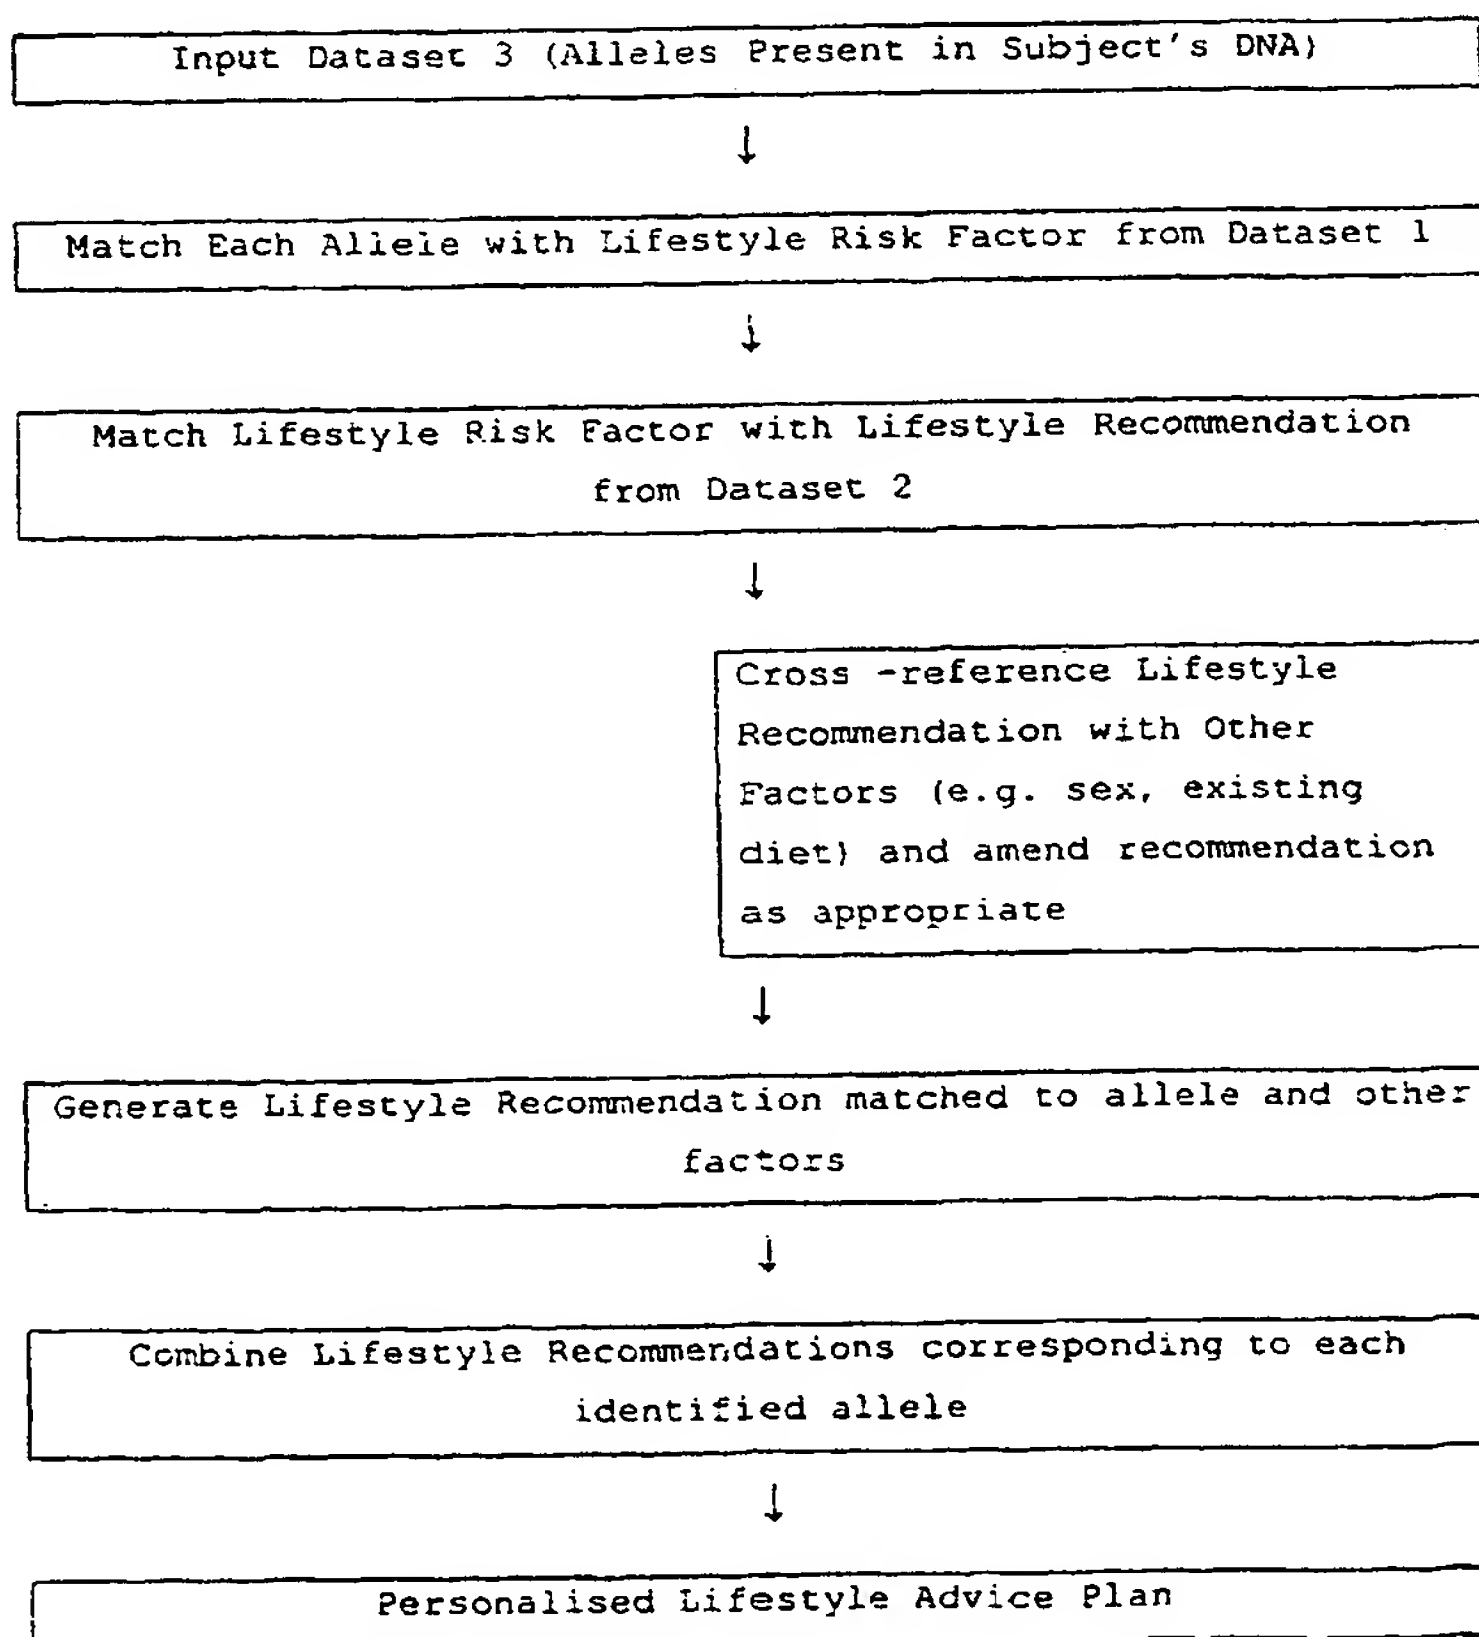 Input Dataset 3 (Alleles Present in Subject's DNA)
↓
Match Each Allele with Lifestyle Risk Factor from Dataset 1
↓
Match Lifestyle Risk Factor with Lifestyle Recommendation
from Dataset 2
↓
Cross -reference Lifestyle
Recommendation with Other
Factors (e.g. sex, existing
diet) and amend recommendation
as appropriate
↓
Generate Lifestyle Recommendation matched to allele and other
factors
↓
Combine Lifestyle Recommendations corresponding to each
identified allele
↓
Personalised Lifestyle Advice Plan